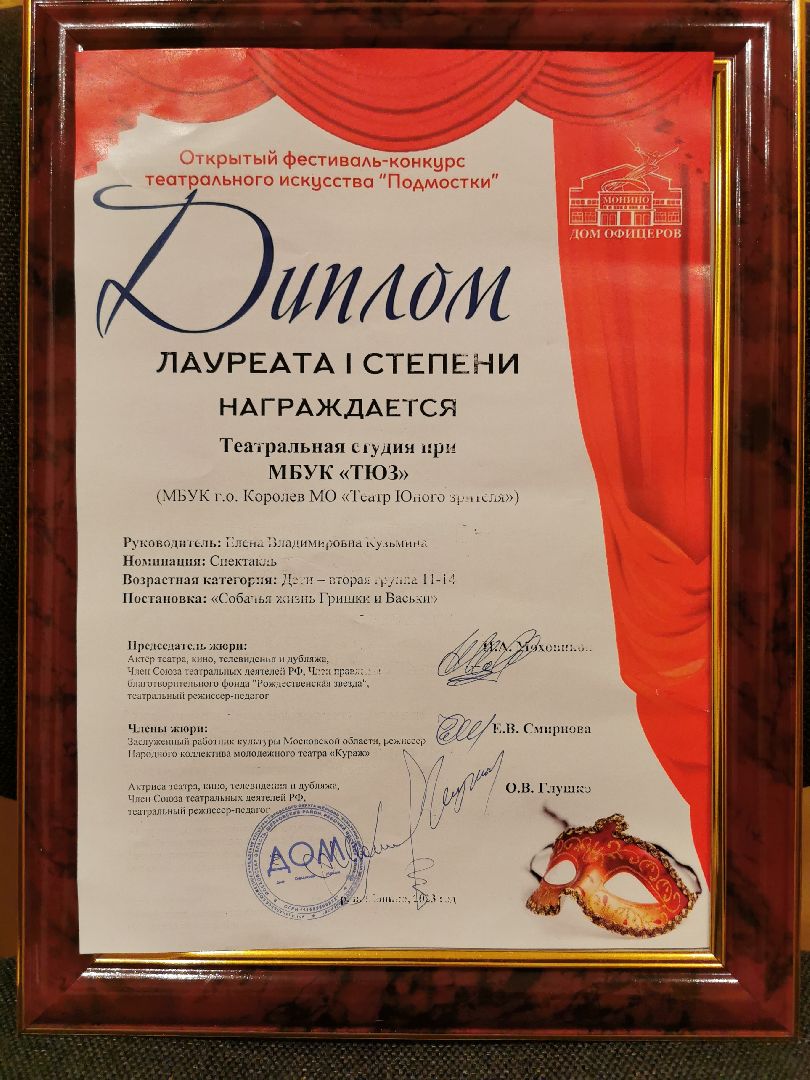 Открытый фестиваль-конкурс
театрального искусства "Подмостки"
МОНИНО
ДОМ ОФИЦЕРОВ
Диплом
ЛАУРЕАТА I СТЕПЕНИ
НАГРАЖДАЕТСЯ
Театральная студия при
МБУК «ТЮЗ»
(МБУК г.о. Королев МО «Театр Юного зрителя»)
Руководитель: Елена Владимировна Кузьмина
Номинация: Спектакль
Возрастная категория: Дети – вторая группа 11-14
Постановка: «Собачья жизнь Гришки и Васьки»
Председатель жюри:
Актер театра, кино, телевиденья и дубляжа,
Член Союза театральных деятелей РФ, Член правления
благотворительного фонда "Рождественская звезда",
театральный режиссер-педагог
Члены жюри:
Заслуженный работник культуры Московской области, режиссер
Народного коллектива молодежного театра «Кураж»
Е.В. Смирнова
Актриса театра, кино, телевидения и дубляжа,
Член Союза театральных деятелей РФ,
театральный режиссер-педагог
О.В. Глушко
ДОМ
2023 год